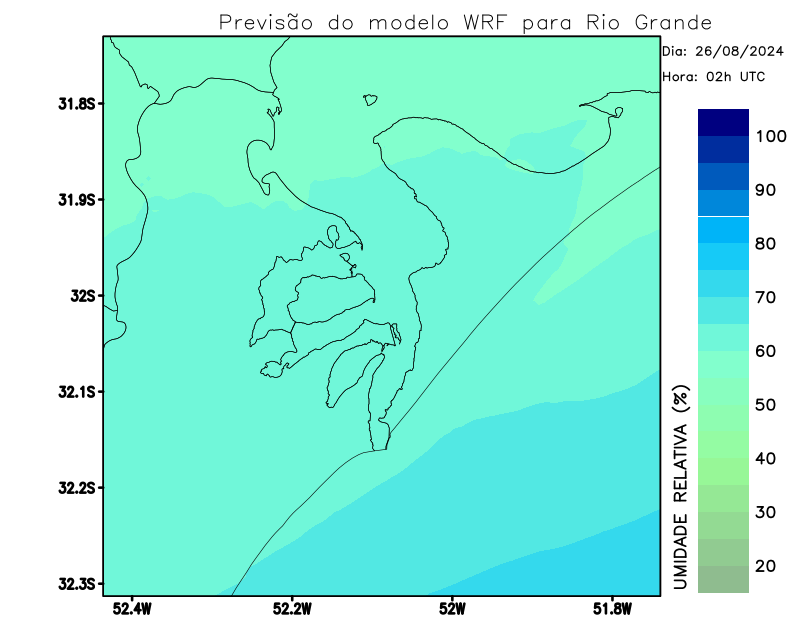 Previsão do modelo WRF para Rio Grande
Dia: 26/08/2024
Hora: 02h UTC
31.8S
31.9S
32S
32.1S
32.2S
32.3S
52.4W
52.2W
52W
51.8W
100
90
80
70
60
50
40
30
20
UMIDADE RELATIVA (%)